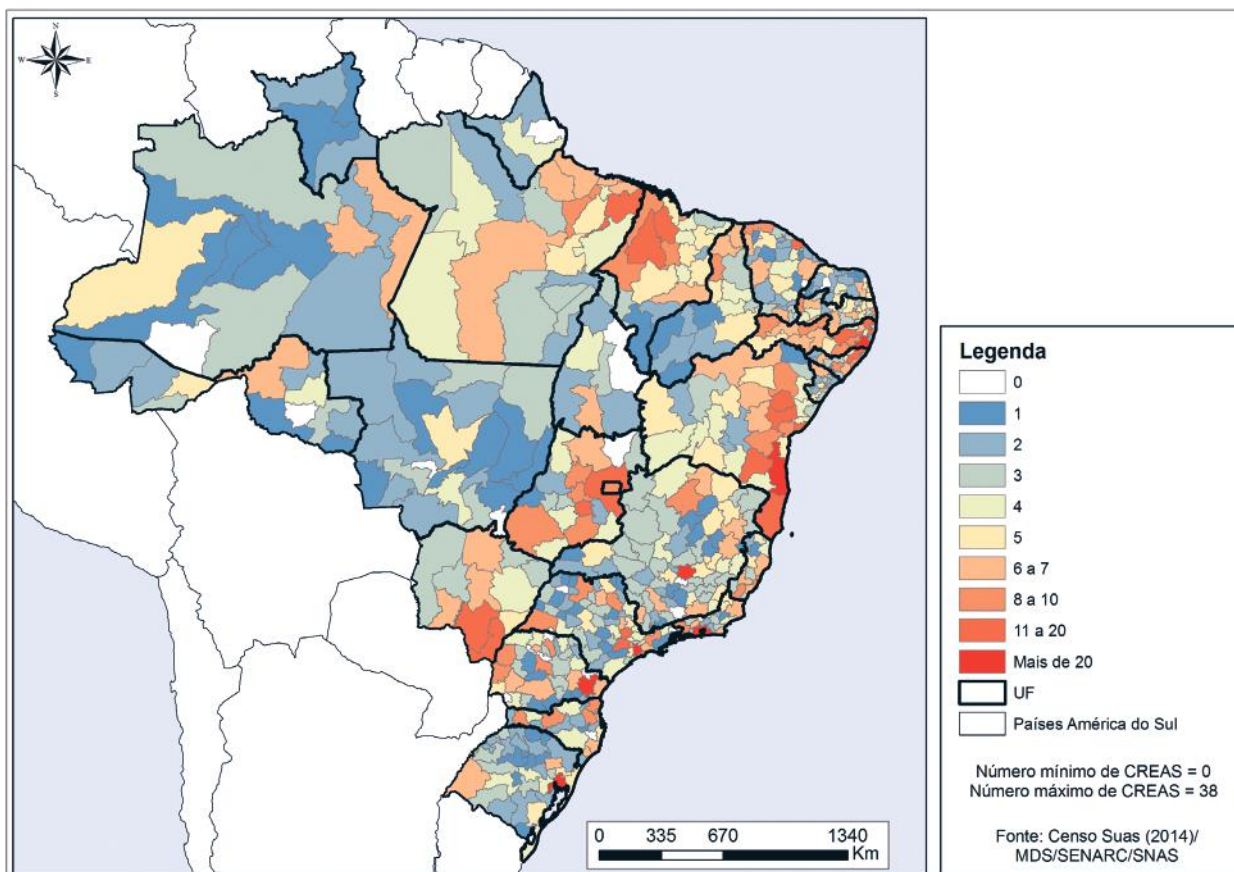 N
W E
S
Legenda
0
1
2
3
4
5
6 a 7
8 a 10
11 a 20
Mais de 20
UF
Países América do Sul
Número mínimo de CREAS = 0
Número máximo de CREAS = 38
Fonte: Censo Suas (2014)/
MDS/SENARC/SNAS
0 335 670 1340
Km